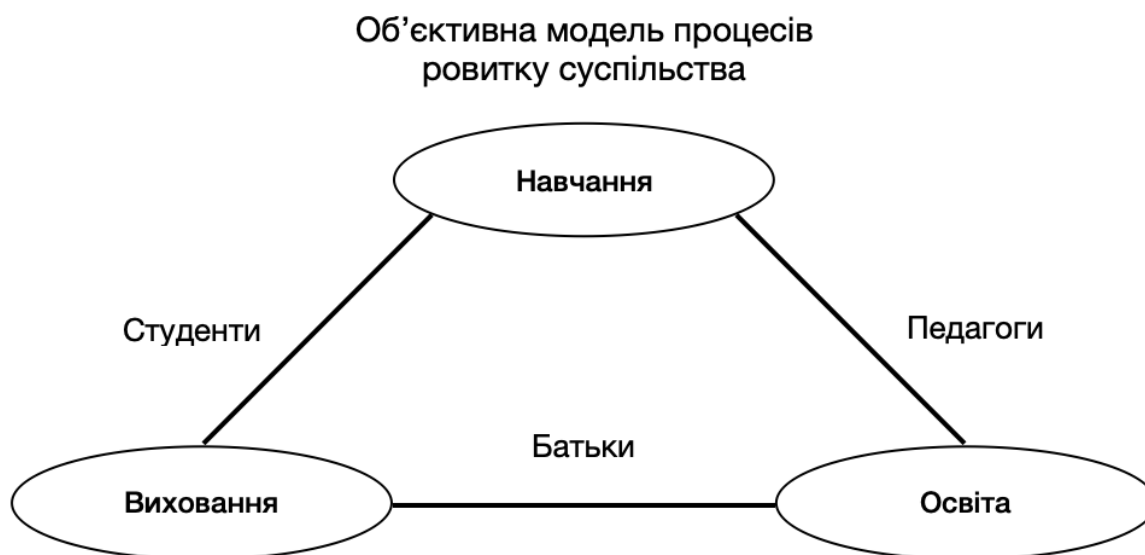 Об’єктивна модель процесів
ровитку суспільства
Навчання
Студенти
Педагоги
Батьки
Виховання
Освіта